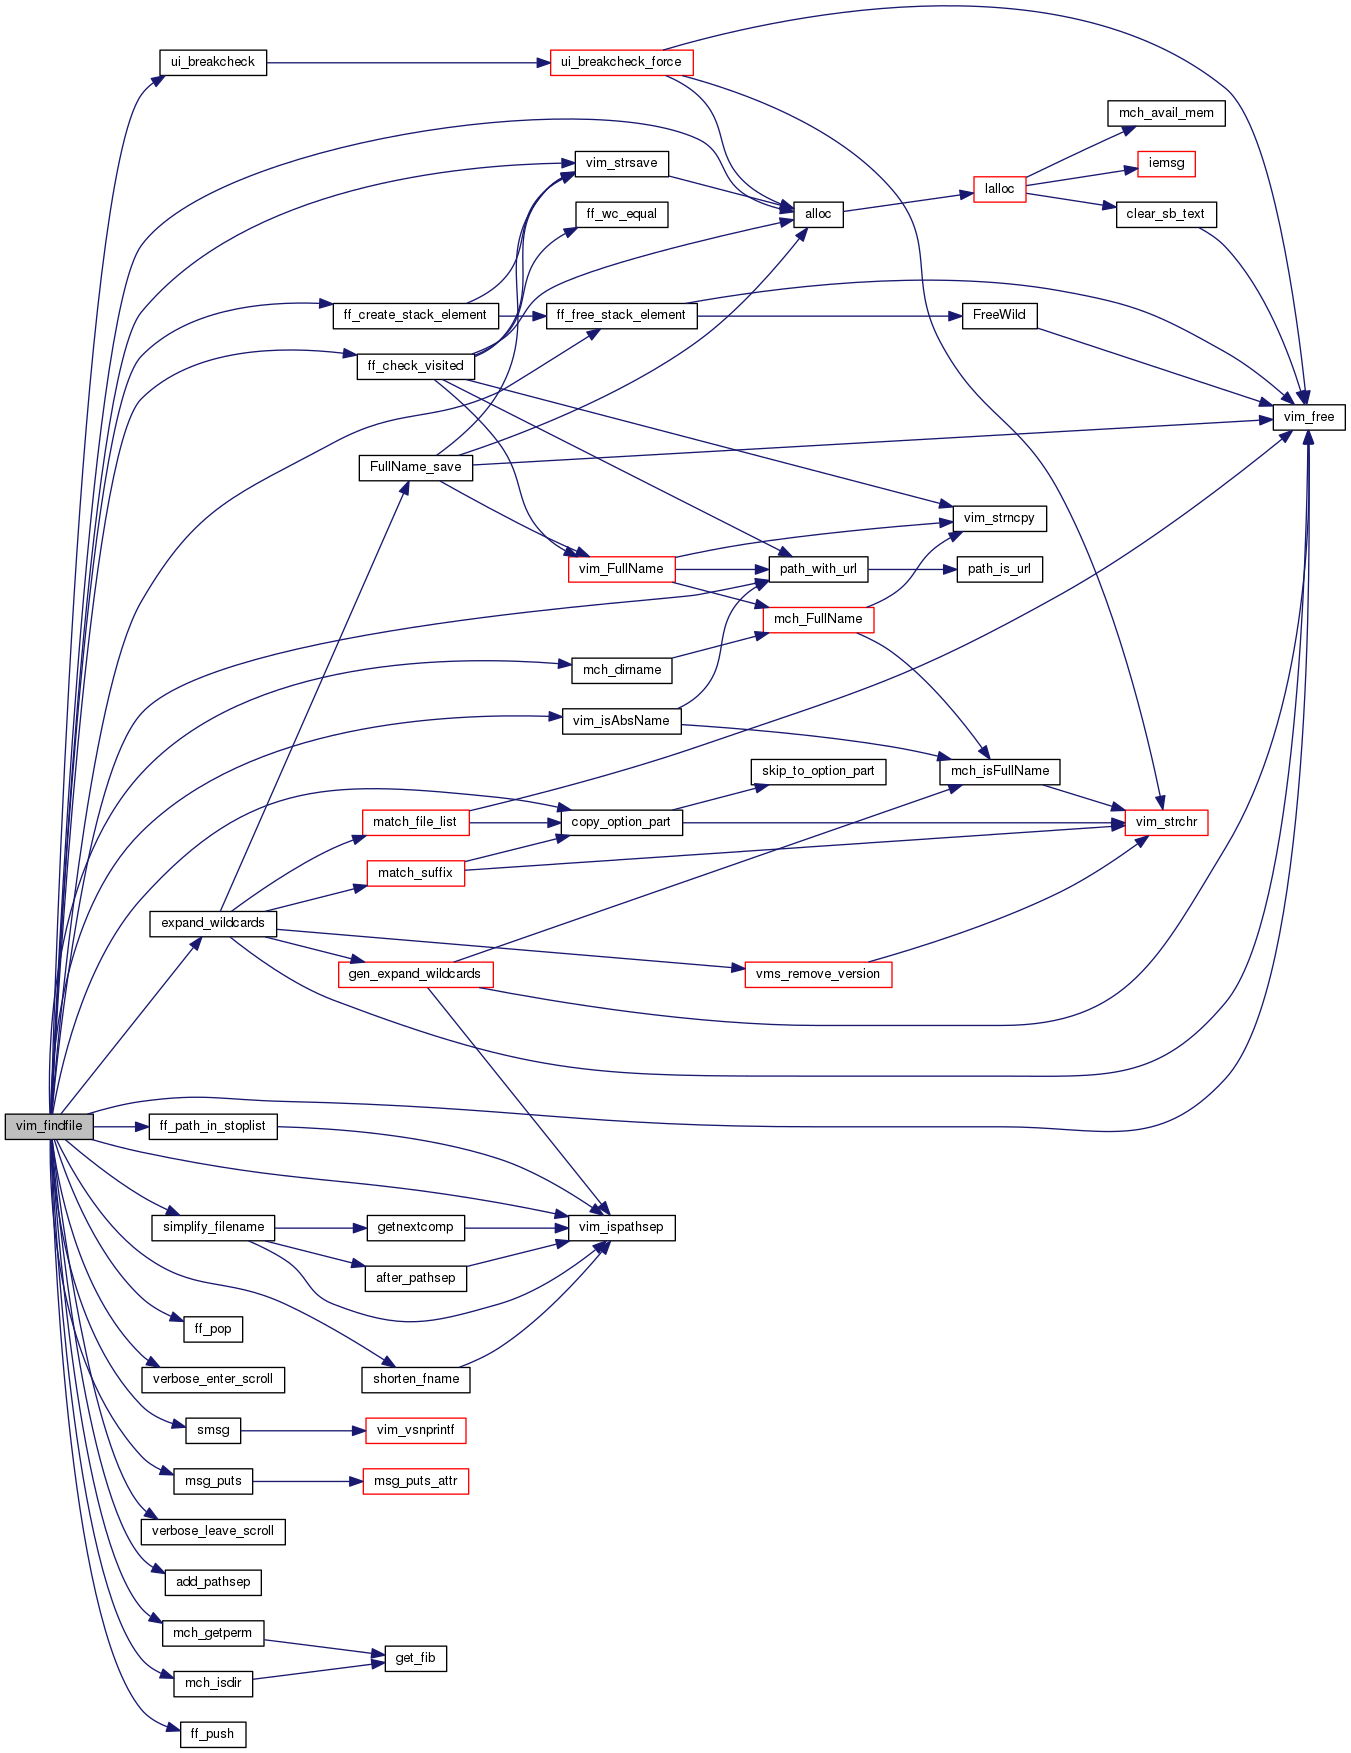 ui_breakcheck
ui_breakcheck_force
mch_avail_mem
vim_strsave
iemsg
lalloc
ff_wc_equal
alloc
clear_sb_text
ff_create_stack_element
ff_free_stack_element
FreeWild
ff_check_visited
vim_free
FullName_save
vim_strncpy
vim_FullName
path_with_url
path_is_url
mch_FullName
mch_dirname
vim_isAbsName
skip_to_option_part
mch_isFullName
match_file_list
copy_option_part
vim_strchr
match_suffix
expand_wildcards
gen_expand_wildcards
vms_remove_version
vim_findfile
ff_path_in_stoplist
simplify_filename
getnextcomp
vim_ispathsep
after_pathsep
ff_pop
verbose_enter_scroll
shorten_fname
smsg
vim_vsnprintf
msg_puts
msg_puts_attr
verbose_leave_scroll
add_pathsep
mch_getperm
get_fib
mch_isdir
ff_push